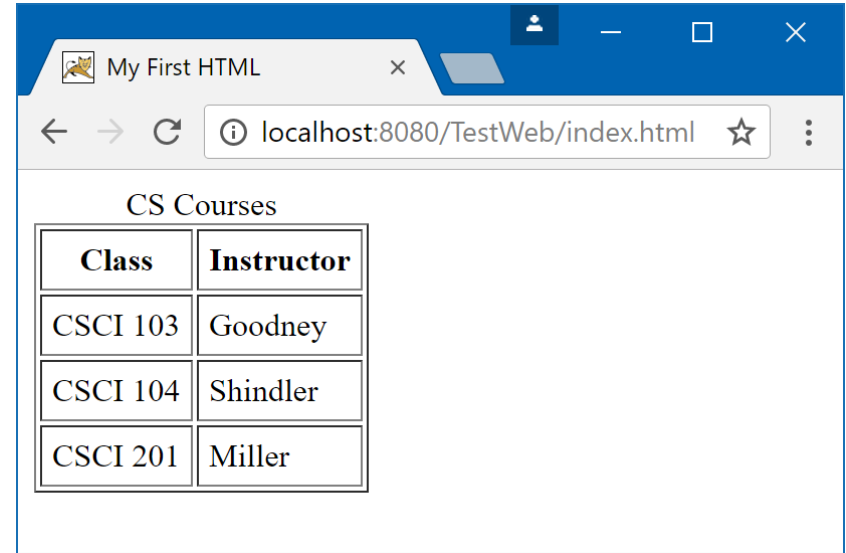 My First HTML
localhost:8080/TestWeb/index.html
CS Courses
Class Instructor
CSCI 103 Goodney
CSCI 104 Shindler
CSCI 201 Miller